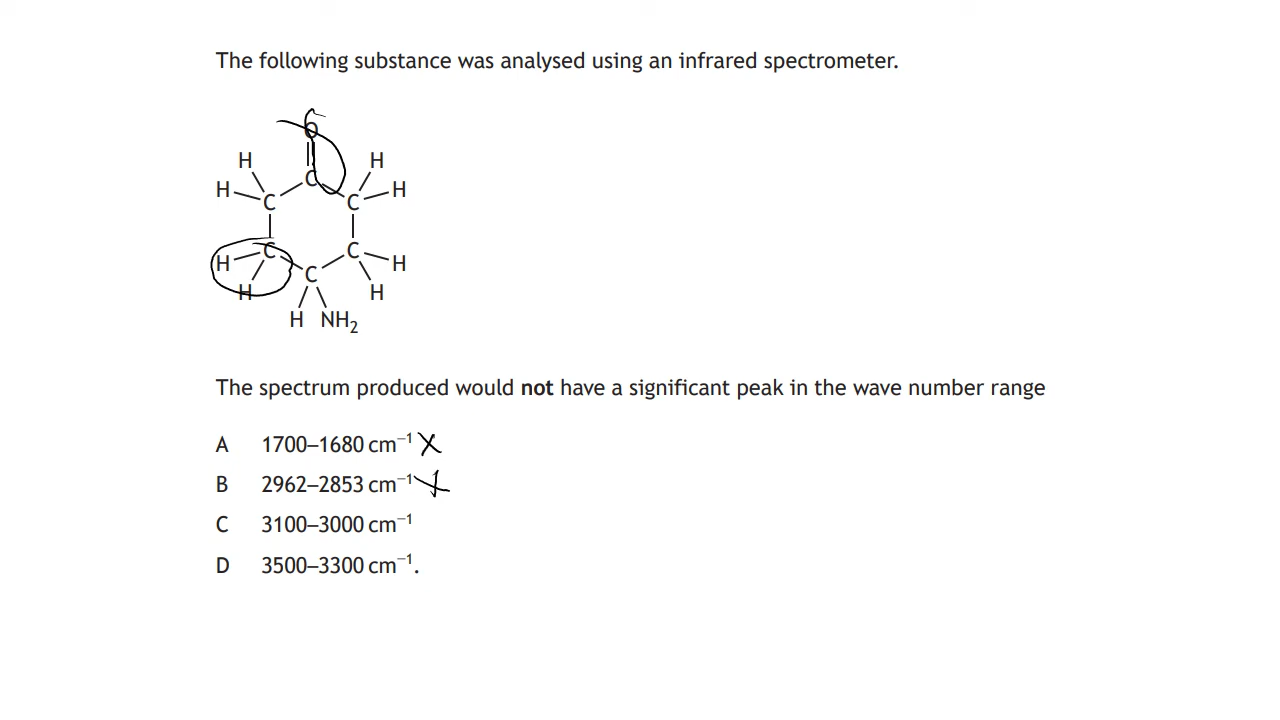 The following substance was analysed using an infrared spectrometer.
O
H H
H C H
C C
C C
H C H
H H
H NH₂
The spectrum produced would not have a significant peak in the wave number range
A 1700–1680 cm⁻¹ X
B 2962–2853 cm⁻¹ X
C 3100–3000 cm⁻¹
D 3500–3300 cm⁻¹.